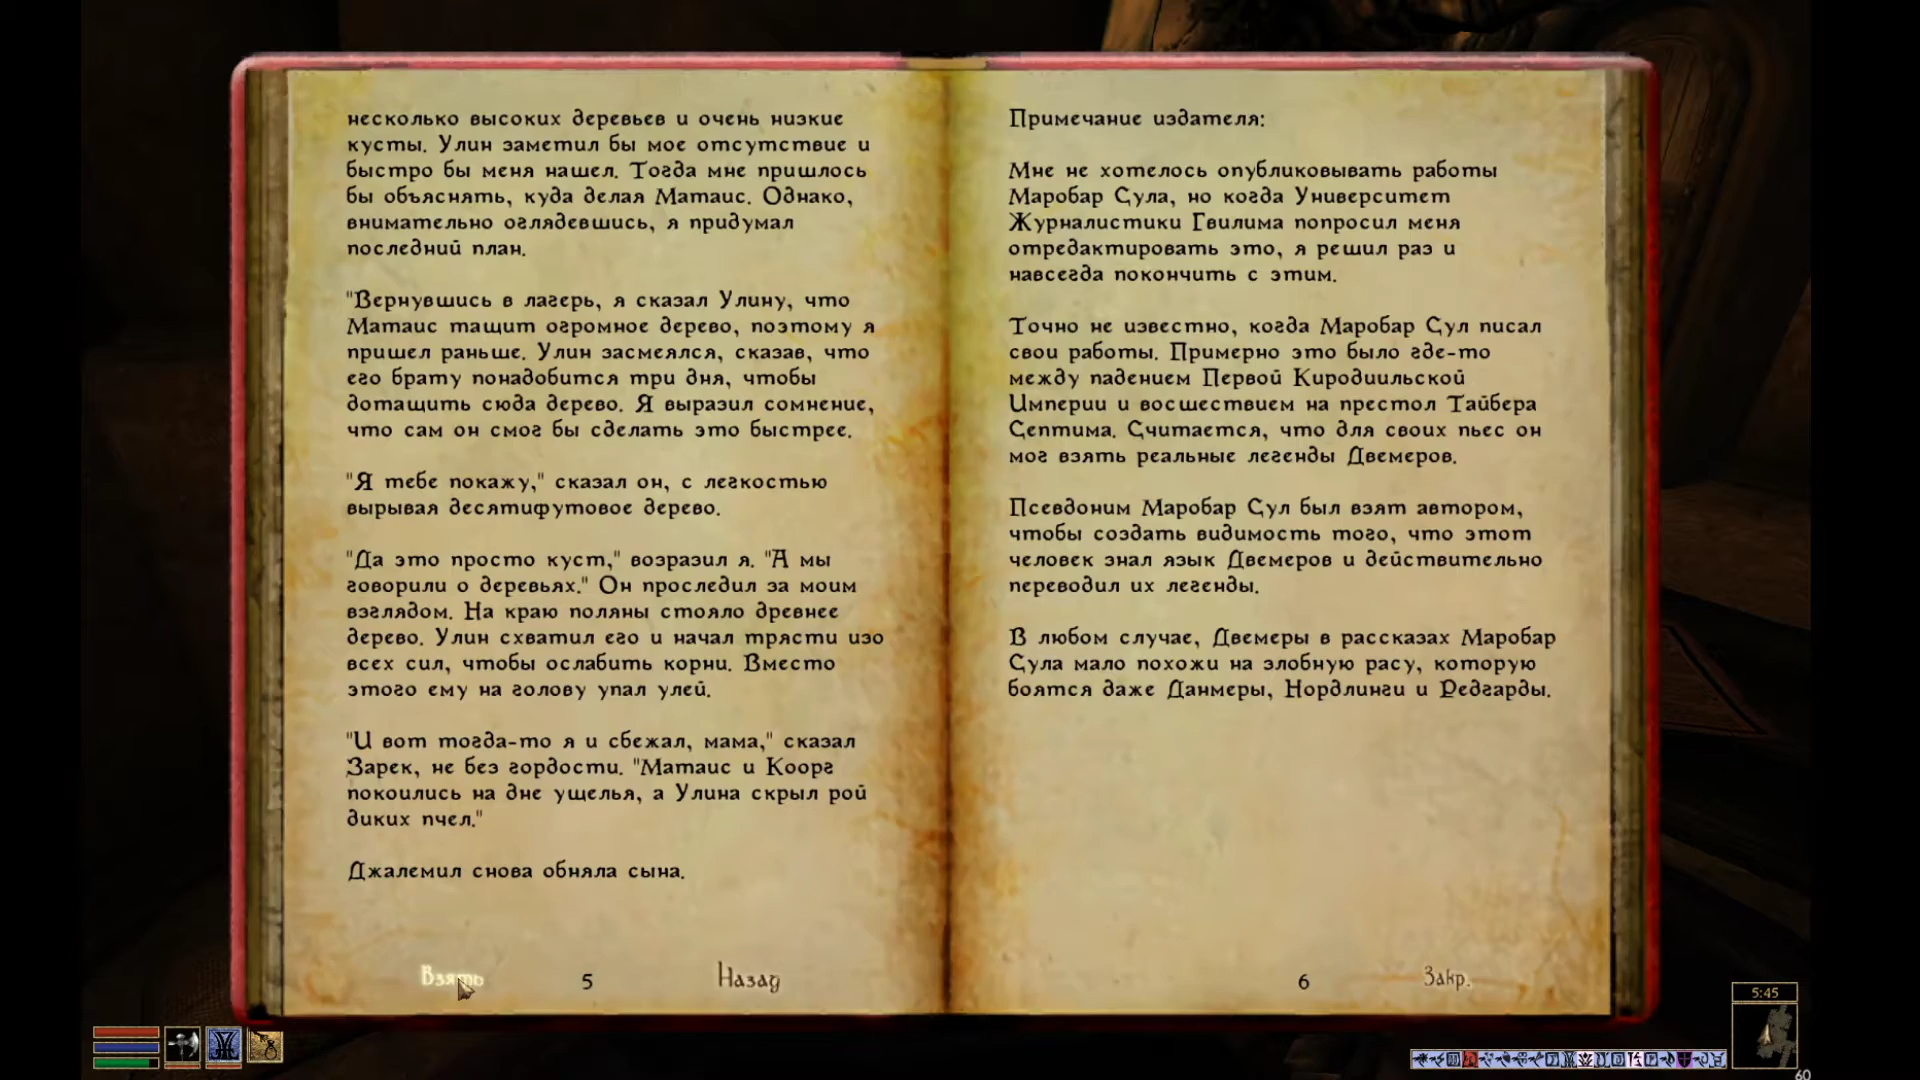 несколько высоких деревьев и очень низкие
кусты. Улин заметил бы мое отсутствие и
быстро бы меня нашел. Тогда мне пришлось
бы объяснять, куда делая Матаис. Однако,
внимательно оглядевшись, я придумал
последний план.
"Вернувшись в лагерь, я сказал Улину, что
Матаис тащит огромное дерево, поэтому я
пришел раньше. Улин засмеялся, сказав, что
его брату понадобится три дня, чтобы
дотащить сюда дерево. Я выразил сомнение,
что сам он смог бы сделать это быстрее.
"Я тебе покажу," сказал он, с легкостью
вырывая десятифутовое дерево.
"Да это просто куст," возразил я. "А мы
говорили о деревьях." Он проследил за моим
взглядом. На краю поляны стояло древнее
дерево. Улин схватил его и начал трясти изо
всех сил, чтобы ослабить корни. Вместо
этого ему на голову упал улей.
"И вот тогда-то я и сбежал, мама," сказал
Зарек, не без гордости. "Матаис и Коорг
покоились на дне ущелья, а Улина скрыл рой
диких пчел."
Джалемил снова обняла сына.
Взять 5 Назад
Примечание издателя:
Мне не хотелось опубликовывать работы
Маробар Сула, но когда Университет
Журналистики Гвилима попросил меня
отредактировать это, я решил раз и
навсегда покончить с этим.
Точно не известно, когда Маробар Сул писал
свои работы. Примерно это было где-то
между падением Первой Киродиильской
Империи и восшествием на престол Тайбера
Септима. Считается, что для своих пьес он
мог взять реальные легенды Двемеров.
Псевдоним Маробар Сул был взят автором,
чтобы создать видимость того, что этот
человек знал язык Двемеров и действительно
переводил их легенды.
В любом случае, Двемеры в рассказах Маробар
Сула мало похожи на злобную расу, которую
боятся даже Данмеры, Нордлинги и Редгарды.
6 Закр.
5:45
60